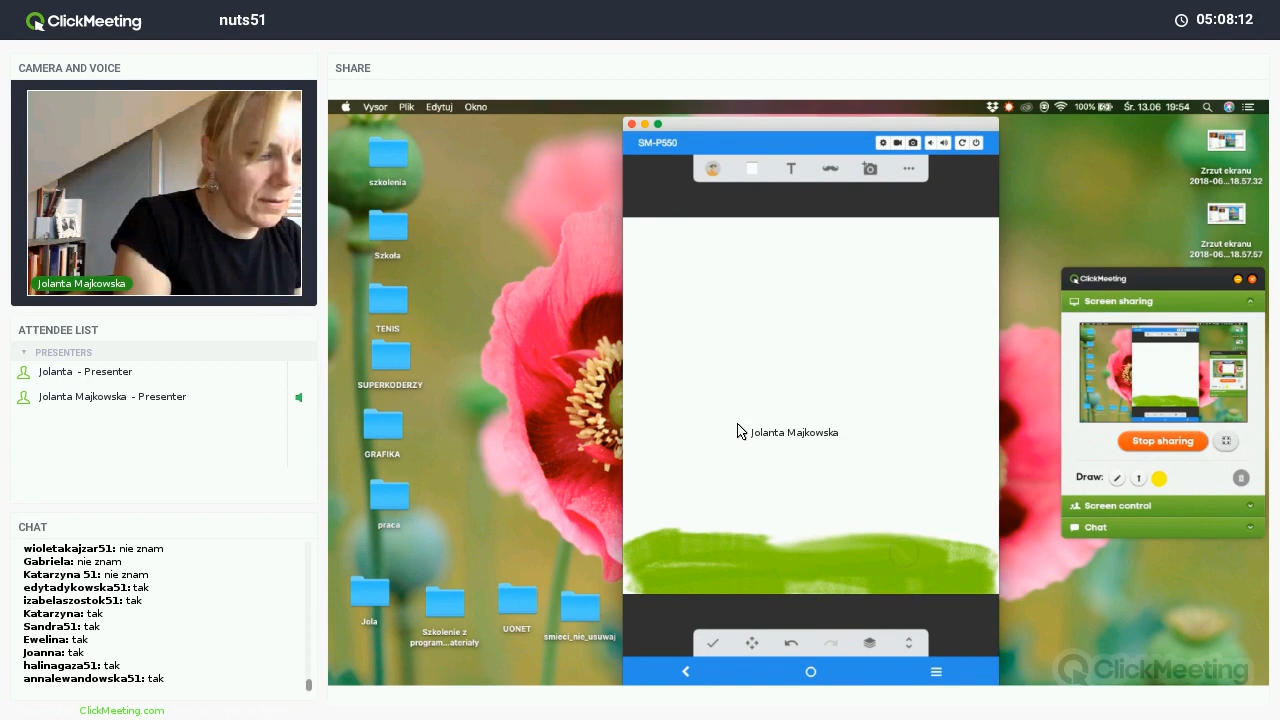 ClickMeeting
nuts51
05:08:12
CAMERA AND VOICE
Jolanta Majkowska
ATTENDEE LIST
PRESENTERS
Jolanta - Presenter
Jolanta Majkowska - Presenter
CHAT
wioletakajzar51: nie znam
Gabriela: nie znam
Katarzyna 51: nie znam
edytadykowska51: tak
izabelaszostok51: tak
Katarzyna: tak
Sandra51: tak
Ewelina: tak
Joanna: tak
halinagaza51: tak
annalewandowska51: tak
ClickMeeting.com
SHARE
Vysor Plik Edytuj Okno
100% Śr. 13.06 19:54
szkolenia
Szkoła
TENIS
SUPERKODERZY
GRAFIKA
praca
Jola
Szkolenie z
program...ateriały
UONET
smieci_nie_usuwaj
SM-P550
T
Jolanta Majkowska
Zrzut ekranu
2018-06...18.57.32
Zrzut ekranu
2018-06...18.57.57
ClickMeeting
Screen sharing
Stop sharing
Draw:
Screen control
Chat
ClickMeeting